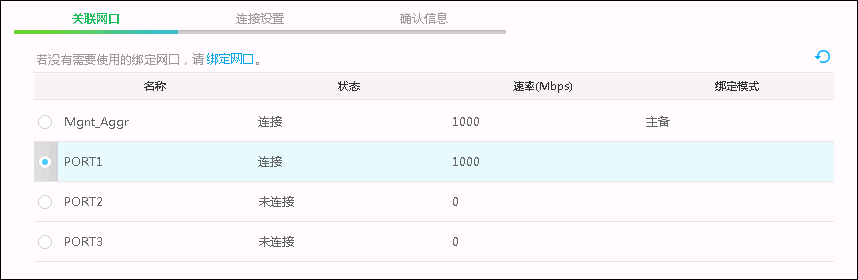 关联网口 连接设置 确认信息
若没有需要使用的绑定网口，请 绑定网口。
名称 状态 速率(Mbps) 绑定模式
Mgnt_Aggr 连接 1000 主备
PORT1 连接 1000
PORT2 未连接 0
PORT3 未连接 0